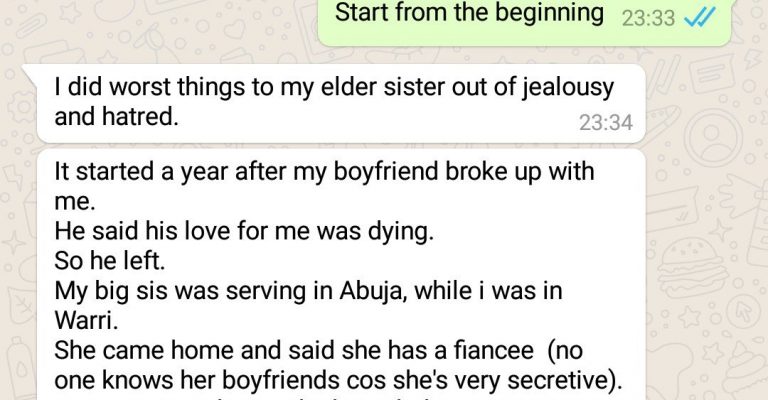 Start from the beginning 23:33
I did worst things to my elder sister out of jealousy
and hatred. 23:34
It started a year after my boyfriend broke up with
me.
He said his love for me was dying.
So he left.
My big sis was serving in Abuja, while i was in
Warri.
She came home and said she has a fiancee (no
one knows her boyfriends cos she's very secretive).